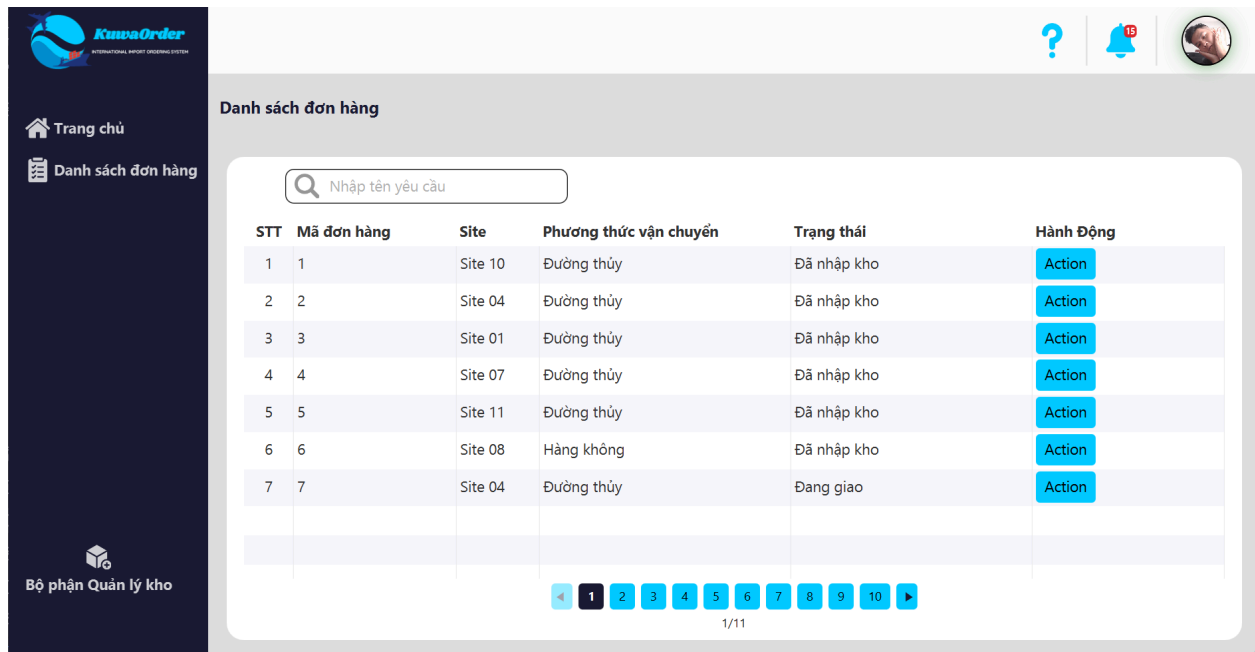 KuwaOrder
INTERNATIONAL IMPORT ORDERING SYSTEM
15
Trang chủ
Danh sách đơn hàng
Bộ phận Quản lý kho
Danh sách đơn hàng
Nhập tên yêu cầu
STT Mã đơn hàng Site Phương thức vận chuyển Trạng thái Hành Động
1 1 Site 10 Đường thủy Đã nhập kho Action
2 2 Site 04 Đường thủy Đã nhập kho Action
3 3 Site 01 Đường thủy Đã nhập kho Action
4 4 Site 07 Đường thủy Đã nhập kho Action
5 5 Site 11 Đường thủy Đã nhập kho Action
6 6 Site 08 Hàng không Đã nhập kho Action
7 7 Site 04 Đường thủy Đang giao Action
1 2 3 4 5 6 7 8 9 10
1/11